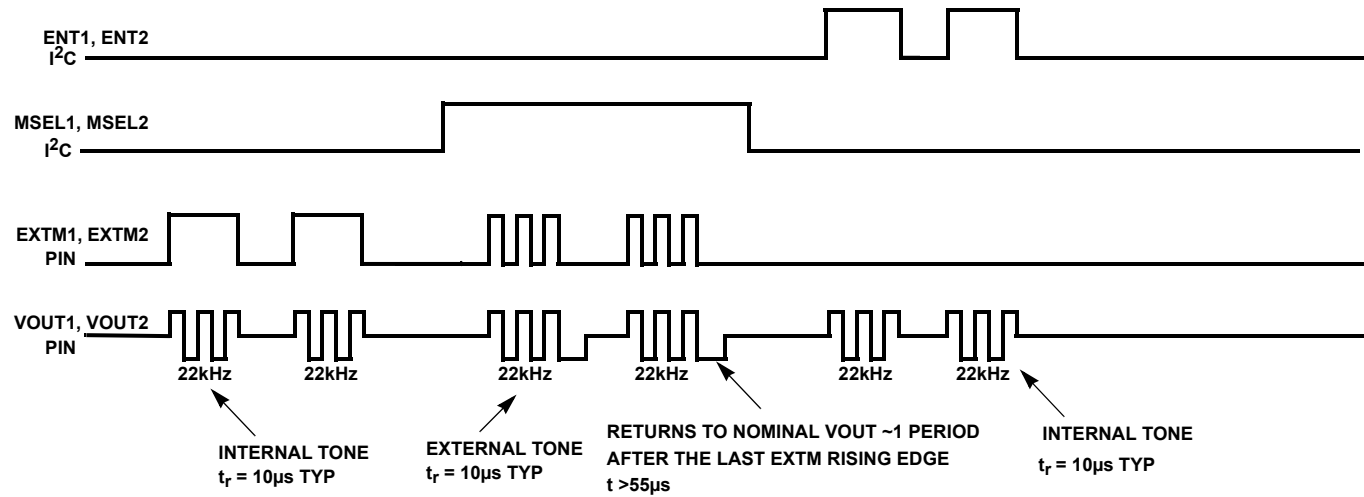 ENT1, ENT2
I²C
MSEL1, MSEL2
I²C
EXTM1, EXTM2
PIN
VOUT1, VOUT2
PIN
22kHz 22kHz 22kHz 22kHz 22kHz 22kHz
INTERNAL TONE
tr = 10µs TYP
EXTERNAL TONE
tr = 10µs TYP
RETURNS TO NOMINAL VOUT ~1 PERIOD
AFTER THE LAST EXTM RISING EDGE
t >55µs
INTERNAL TONE
tr = 10µs TYP